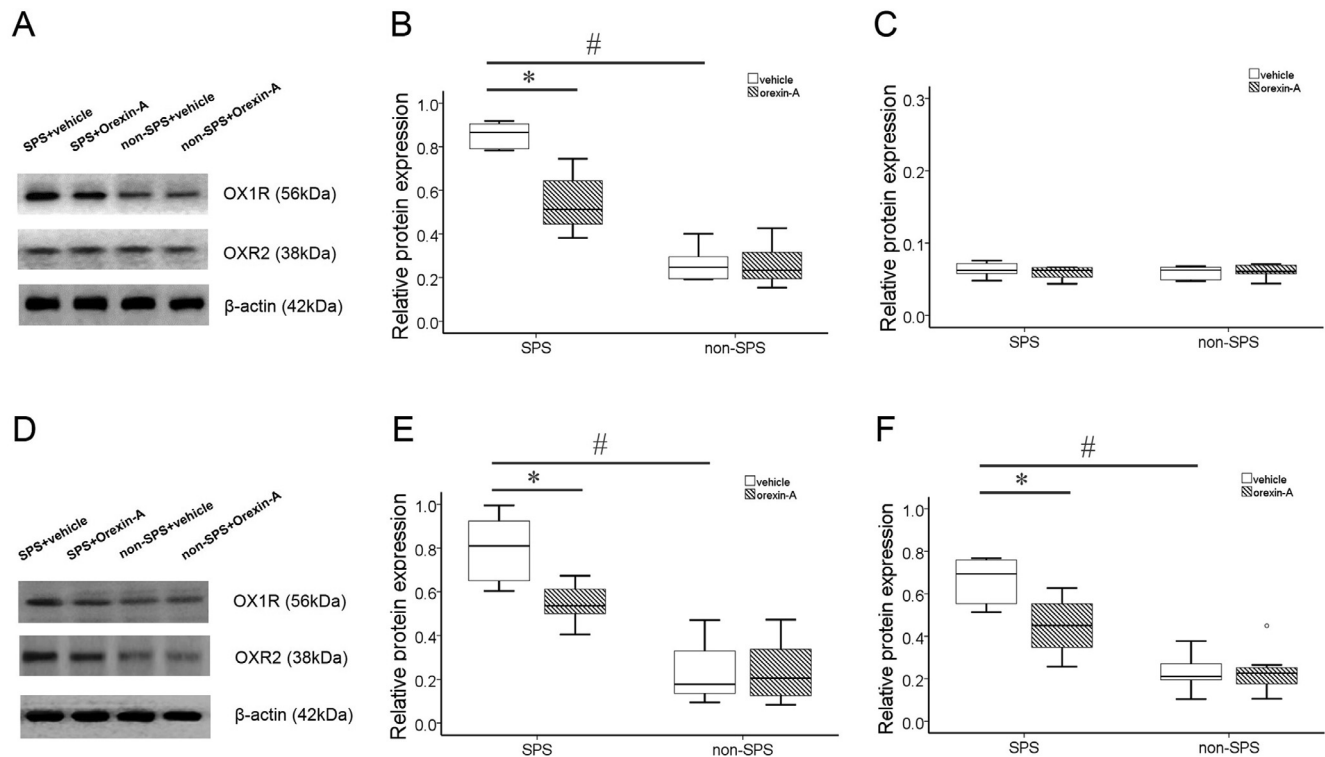 A
SPS+vehicle
SPS+Orexin-A
non-SPS+vehicle
non-SPS+Orexin-A
OX1R (56kDa)
OXR2 (38kDa)
β-actin (42kDa)
B
#
*
vehicle
orexin-A
Relative protein expression
1.0
0.8
0.6
0.4
0.2
0.0
SPS
non-SPS
C
vehicle
orexin-A
Relative protein expression
0.3
0.3
0.1
0.0
SPS
non-SPS
D
SPS+vehicle
SPS+Orexin-A
non-SPS+vehicle
non-SPS+Orexin-A
OX1R (56kDa)
OXR2 (38kDa)
β-actin (42kDa)
E
#
*
vehicle
orexin-A
Relative protein expression
1.0
0.8
0.6
0.4
0.2
0.0
SPS
non-SPS
F
#
*
vehicle
orexin-A
Relative protein expression
1.0
0.8
0.6
0.4
0.2
0.0
SPS
non-SPS